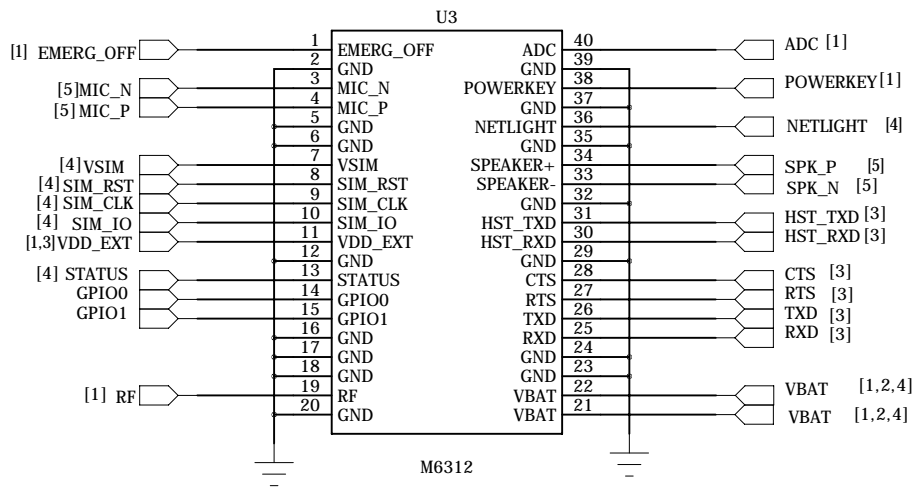 U3
[1] EMERG_OFF 1 EMERG_OFF ADC 40 ADC [1]
2 GND GND 39
[5]MIC_N 3 MIC_N POWERKEY 38 POWERKEY[1]
[5]MIC_P 4 MIC_P GND 37
5 GND NETLIGHT 36 NETLIGHT [4]
6 GND GND 35
[4]VSIM 7 VSIM SPEAKER+ 34 SPK_P [5]
[4]SIM_RST 8 SIM_RST SPEAKER- 33 SPK_N [5]
[4] SIM_CLK 9 SIM_CLK GND 32
[4] SIM_IO 10 SIM_IO HST_TXD 31 HST_TXD[3]
[1,3]VDD_EXT 11 VDD_EXT HST_RXD 30 HST_RXD[3]
12 GND GND 29
[4] STATUS 13 STATUS CTS 28 CTS [3]
GPIO0 14 GPIO0 RTS 27 RTS [3]
GPIO1 15 GPIO1 TXD 26 TXD [3]
16 GND RXD 25 RXD [3]
17 GND GND 24
18 GND GND 23
[1] RF 19 RF VBAT 22 VBAT [1,2,4]
20 GND VBAT 21 VBAT [1,2,4]
M6312